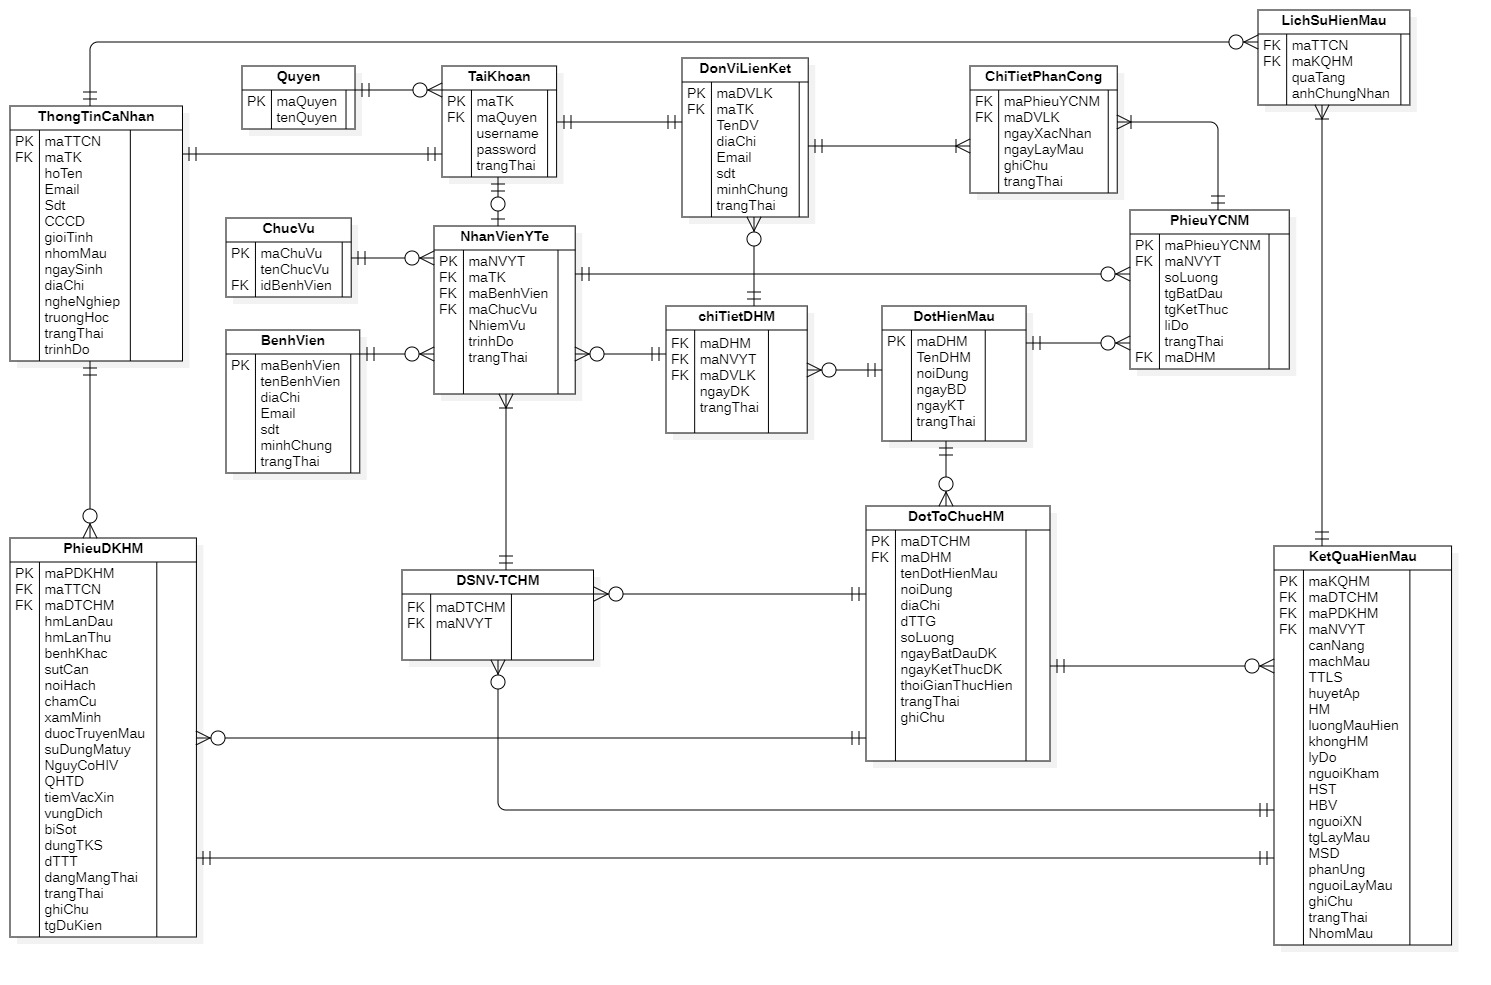 LichSuHienMau
FK maTTCN
FK maKQHM
quaTang
anhChungNhan
Quyen
PK maQuyen
tenQuyen
TaiKhoan
PK maTK
FK maQuyen
username
password
trangThai
DonViLienKet
PK maDVLK
FK maTK
TenDV
diaChi
Email
sdt
minhChung
trangThai
ChiTietPhanCong
FK maPhieuYCNM
FK maDVLK
ngayXacNhan
ngayLayMau
ghiChu
trangThai
ThongTinCaNhan
PK maTTCN
FK maTK
hoTen
Email
Sdt
CCCD
gioiTinh
nhomMau
ngaySinh
diaChi
ngheNghiep
truongHoc
trangThai
trinhDo
ChucVu
PK maChuVu
tenChucVu
FK idBenhVien
NhanVienYTe
PK maNVYT
FK maTK
FK maBenhVien
FK maChucVu
NhiemVu
trinhDo
trangThai
PhieuYCNM
PK maPhieuYCNM
FK maNVYT
soLuong
tgBatDau
tgKetThuc
liDo
trangThai
FK maDHM
BenhVien
PK maBenhVien
tenBenhVien
diaChi
Email
sdt
minhChung
trangThai
chiTietDHM
FK maDHM
FK maNVYT
FK maDVLK
ngayDK
trangThai
DotHienMau
PK maDHM
TenDHM
noiDung
ngayBD
ngayKT
trangThai
DotToChucHM
PK maDTCHM
FK maDHM
tenDotHienMau
noiDung
diaChi
dTTG
soLuong
ngayBatDauDK
ngayKetThucDK
thoiGianThucHien
trangThai
ghiChu
PhieuDKHM
PK maPDKHM
FK maTTCN
FK maDTCHM
hmLanDau
hmLanThu
benhKhac
sutCan
noiHach
chamCu
xamMinh
duocTruyenMau
suDungMatuy
NguyCoHIV
QHTD
tiemVacXin
vungDich
biSot
dungTKS
dTTT
dangMangThai
trangThai
ghiChu
tgDuKien
DSNV-TCHM
FK maDTCHM
FK maNVYT
KetQuaHienMau
PK maKQHM
FK maDTCHM
FK maPDKHM
FK maNVYT
canNang
machMau
TTLS
huyetAp
HM
luongMauHien
khongHM
lyDo
nguoiKham
HST
HBV
nguoiXN
tgLayMau
MSD
phanUng
nguoiLayMau
ghiChu
trangThai
NhomMau